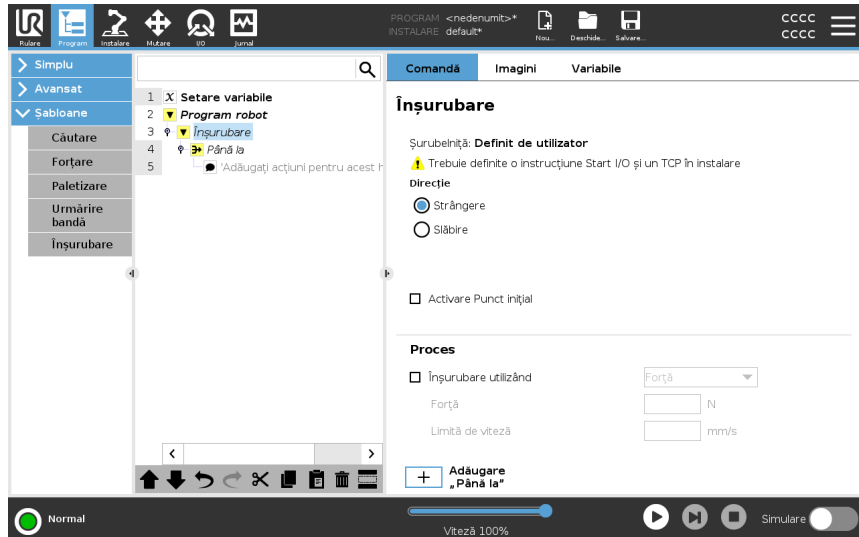 PROGRAM <nedenumit>*
INSTALARE default*
Rulare
Program
Instalare
Mutare
I/O
Jurnal
Nou...
Deschide...
Salvare...
cccc
cccc
Simplu
Avansat
Șabloane
Căutare
Forțare
Paletizare
Urmărire
bandă
Înșurubare
1 X Setare variabile
2 Program robot
3 Înșurubare
4 Până la
5 'Adăugați acțiuni pentru acest h
Comandă
Imagini
Variabile
Înșurubare
Șurubelniță: Definit de utilizator
Trebuie definite o instrucțiune Start I/O și un TCP în instalare
Direcție
Strângere
Slăbire
Activare Punct inițial
Proces
Înșurubare utilizând
Forță
Forță
N
Limită de viteză
mm/s
Adăugare
„Până la”
Normal
Viteză 100%
Simulare